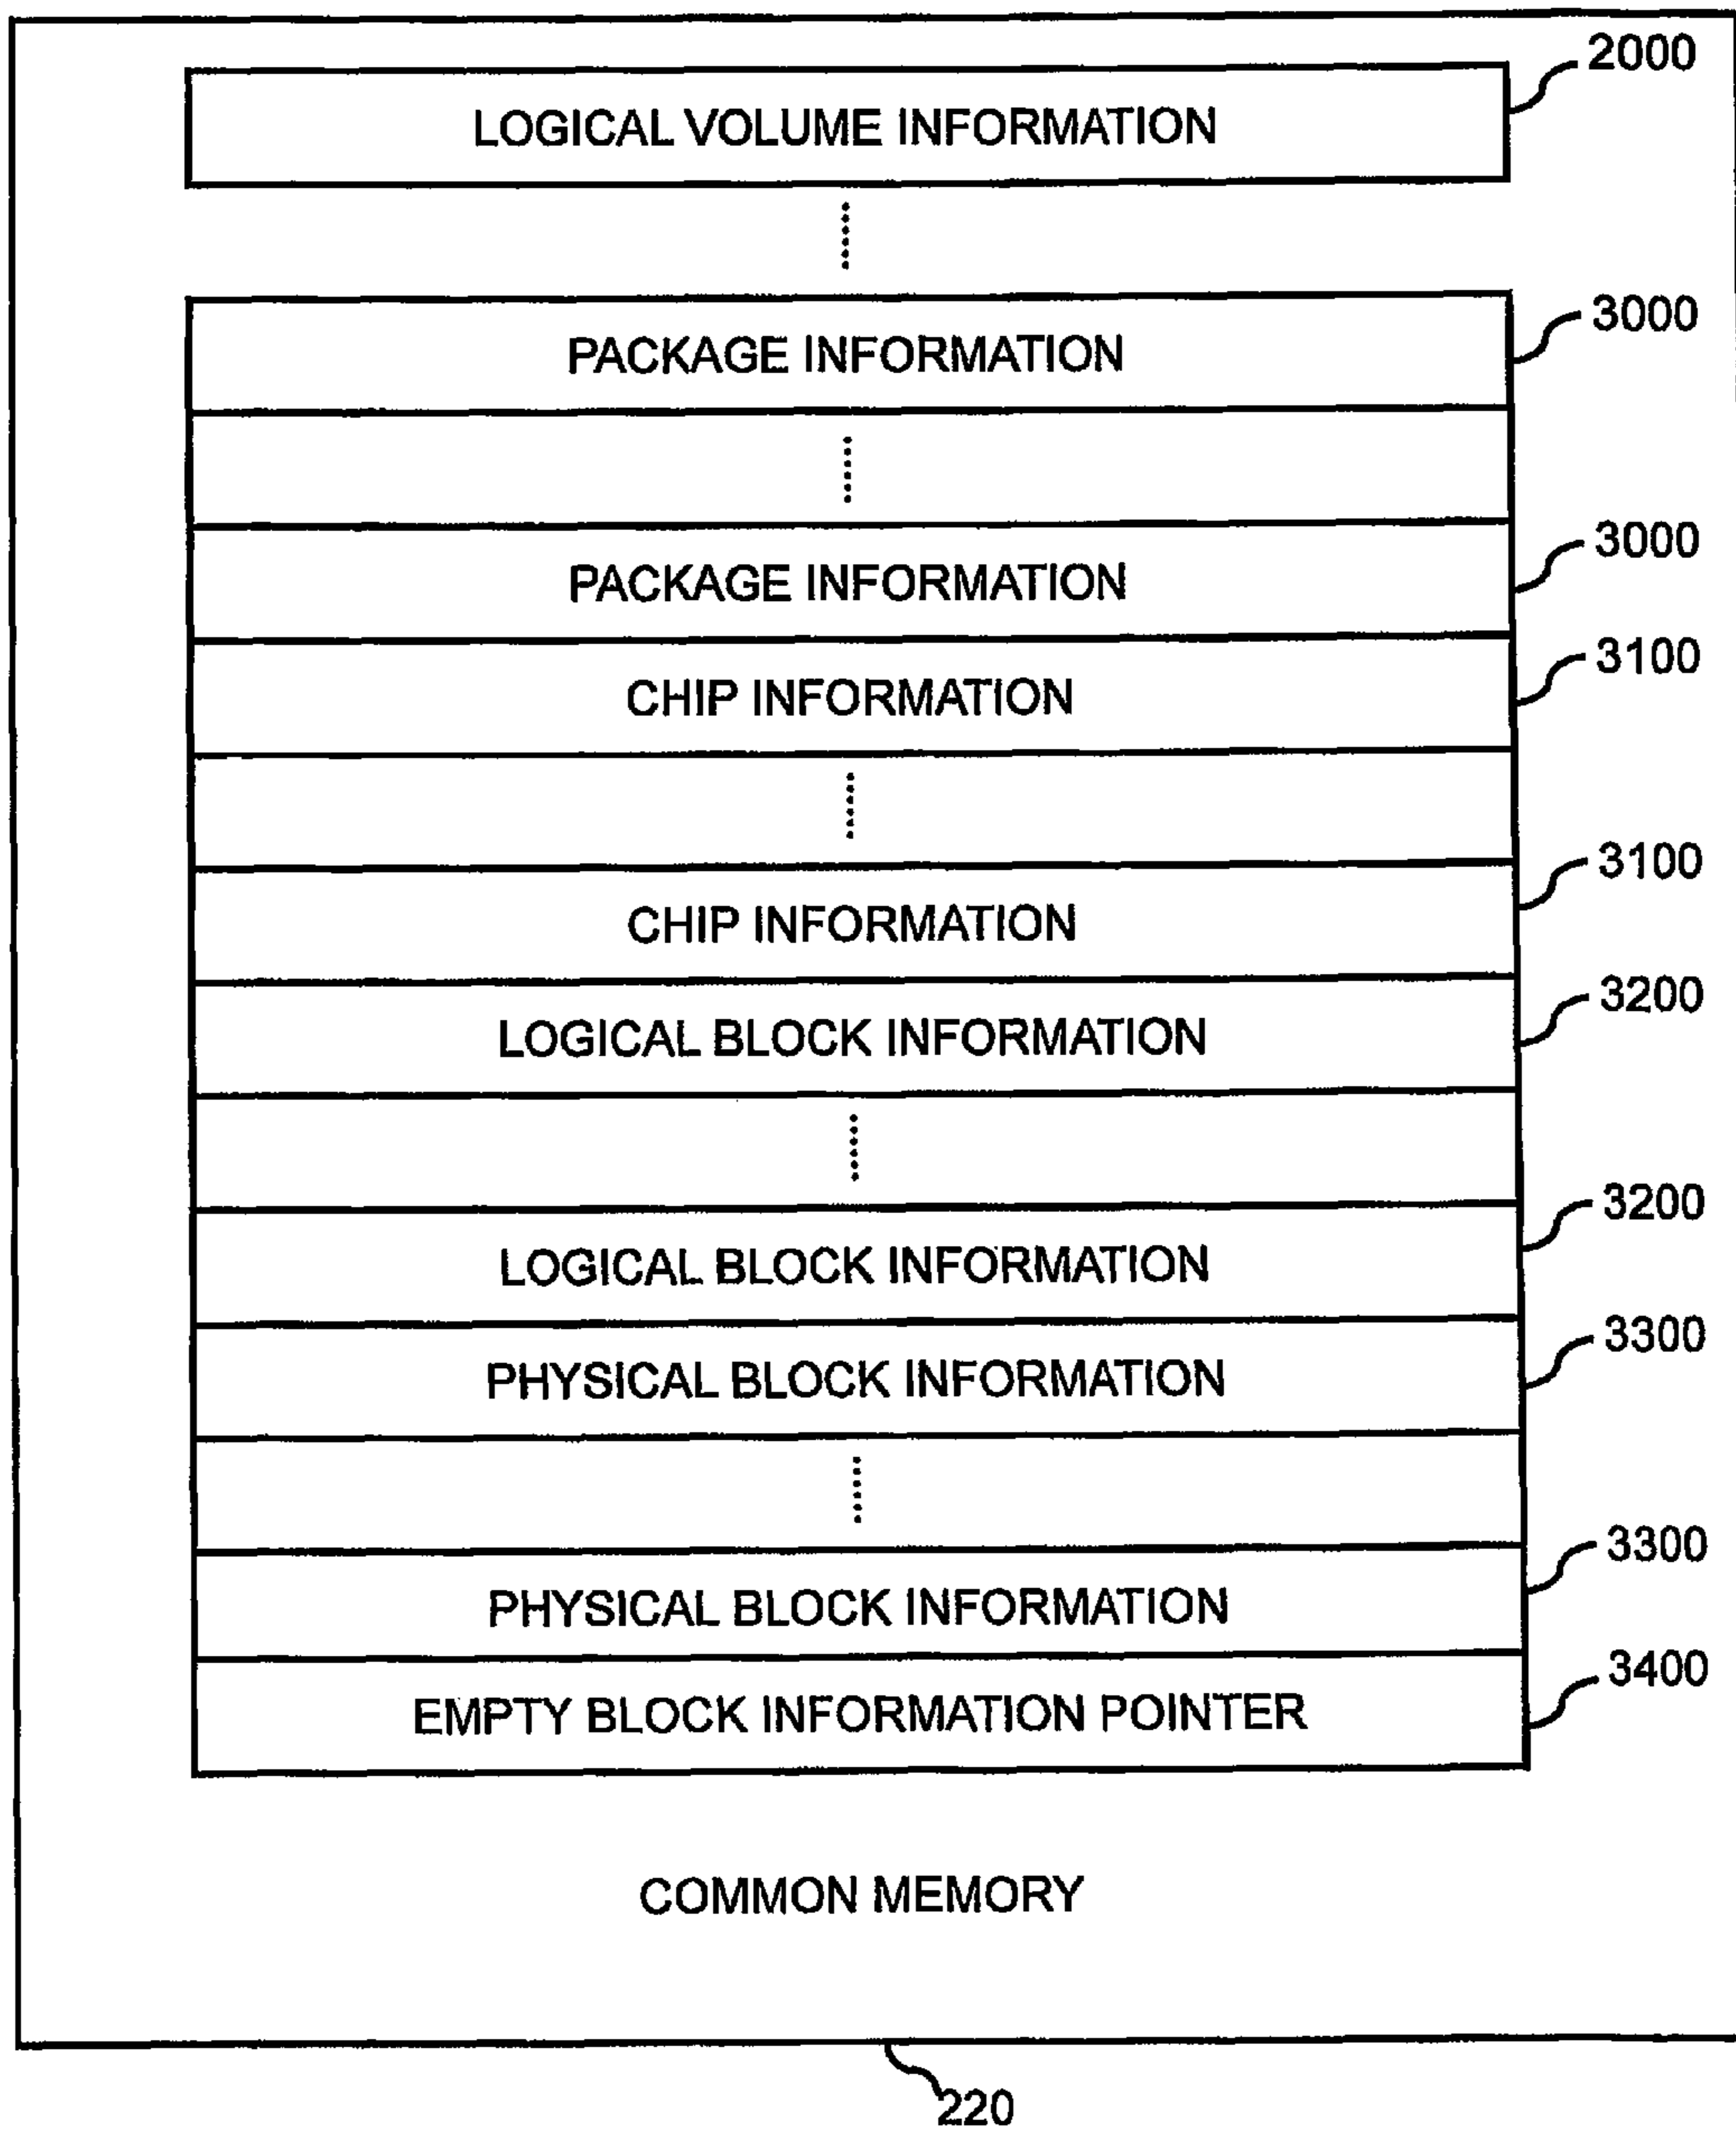 2000
LOGICAL VOLUME INFORMATION
3000
PACKAGE INFORMATION
3000
PACKAGE INFORMATION
3100
CHIP INFORMATION
3100
CHIP INFORMATION
3200
LOGICAL BLOCK INFORMATION
3200
LOGICAL BLOCK INFORMATION
3300
PHYSICAL BLOCK INFORMATION
3300
PHYSICAL BLOCK INFORMATION
3400
EMPTY BLOCK INFORMATION POINTER
COMMON MEMORY
220